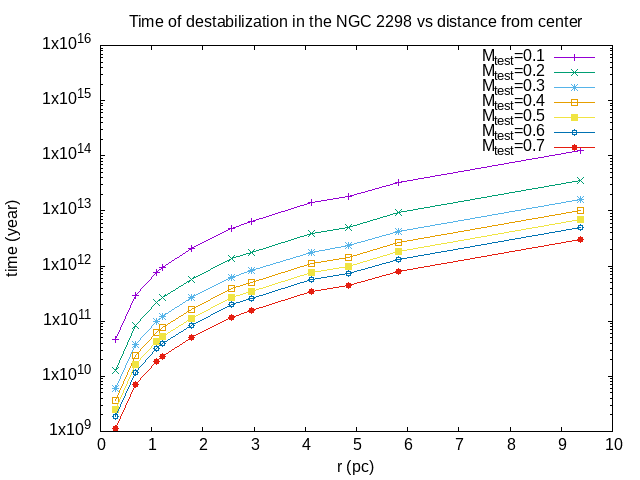 Time of destabilization in the NGC 2298 vs distance from center
1x10^16
1x10^15
1x10^14
1x10^13
1x10^12
1x10^11
1x10^10
1x10^9
time (year)
M_test=0.1
M_test=0.2
M_test=0.3
M_test=0.4
M_test=0.5
M_test=0.6
M_test=0.7
0 1 2 3 4 5 6 7 8 9 10
r (pc)